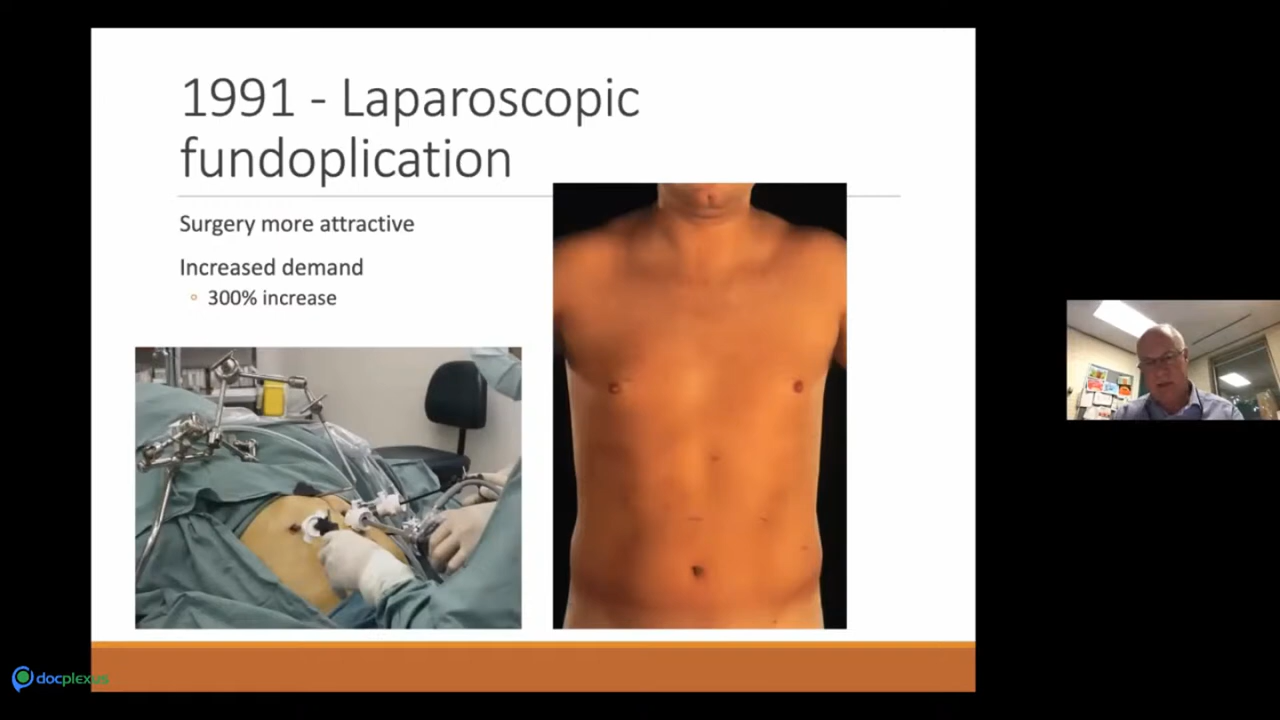 1991 - Laparoscopic
fundoplication
Surgery more attractive
Increased demand
300% increase
docplexus